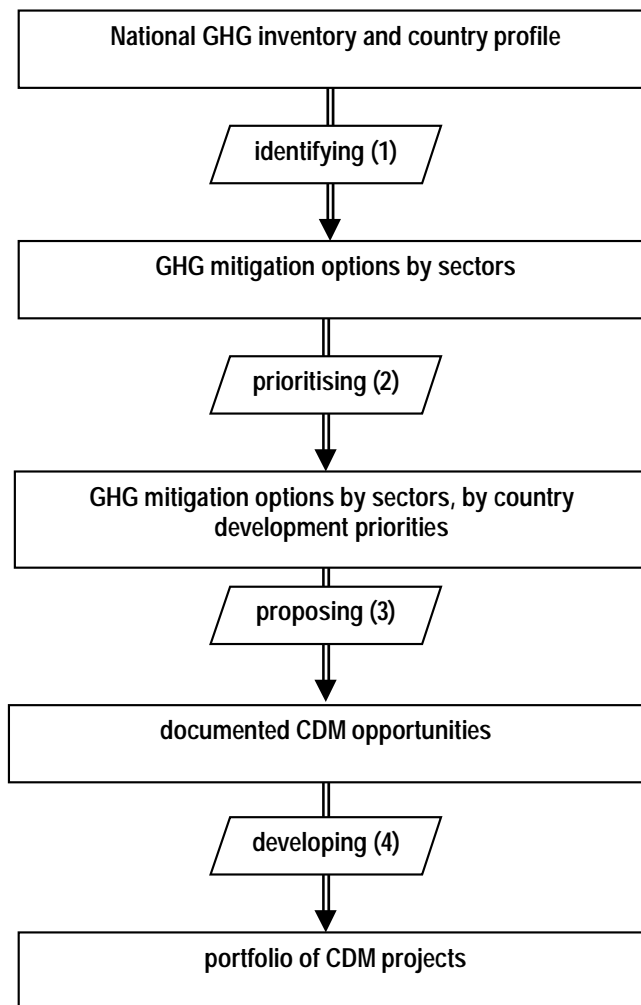 National GHG inventory and country profile
identifying (1)
GHG mitigation options by sectors
prioritising (2)
GHG mitigation options by sectors, by country
development priorities
proposing (3)
documented CDM opportunities
developing (4)
portfolio of CDM projects